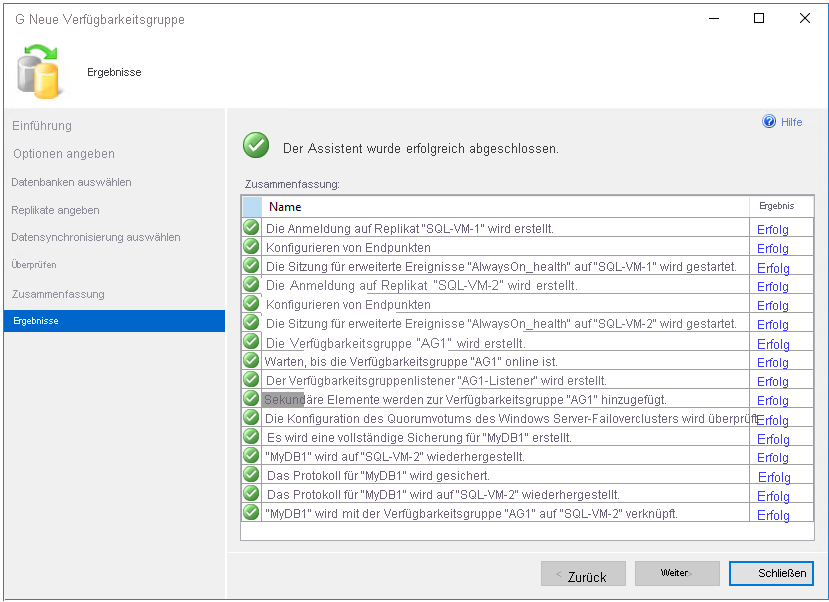 G Neue Verfügbarkeitsgruppe
Ergebnisse
Einführung
Optionen angeben
Datenbanken auswählen
Replikate angeben
Datensynchronisierung auswählen
Überprüfen
Zusammenfassung
Ergebnisse
Hilfe
Der Assistent wurde erfolgreich abgeschlossen.
Zusammenfassung:
Name Ergebnis
Die Anmeldung auf Replikat "SQL-VM-1" wird erstellt. Erfolg
Konfigurieren von Endpunkten Erfolg
Die Sitzung für erweiterte Ereignisse "AlwaysOn_health" auf "SQL-VM-1" wird gestartet. Erfolg
Die Anmeldung auf Replikat "SQL-VM-2" wird erstellt. Erfolg
Konfigurieren von Endpunkten Erfolg
Die Sitzung für erweiterte Ereignisse "AlwaysOn_health" auf "SQL-VM-2" wird gestartet. Erfolg
Die Verfügbarkeitsgruppe "AG1" wird erstellt. Erfolg
Warten, bis die Verfügbarkeitsgruppe "AG1" online ist. Erfolg
Der Verfügbarkeitsgruppenlistener "AG1-Listener" wird erstellt. Erfolg
Sekundäre Elemente werden zur Verfügbarkeitsgruppe "AG1" hinzugefügt. Erfolg
Die Konfiguration des Quorumvotums des Windows Server-Failoverclusters wird überprüft. Erfolg
Es wird eine vollständige Sicherung für "MyDB1" erstellt. Erfolg
"MyDB1" wird auf "SQL-VM-2" wiederhergestellt. Erfolg
Das Protokoll für "MyDB1" wird gesichert. Erfolg
Das Protokoll für "MyDB1" wird auf "SQL-VM-2" wiederhergestellt. Erfolg
"MyDB1" wird mit der Verfügbarkeitsgruppe "AG1" auf "SQL-VM-2" verknüpft. Erfolg
< Zurück Weiter> Schließen